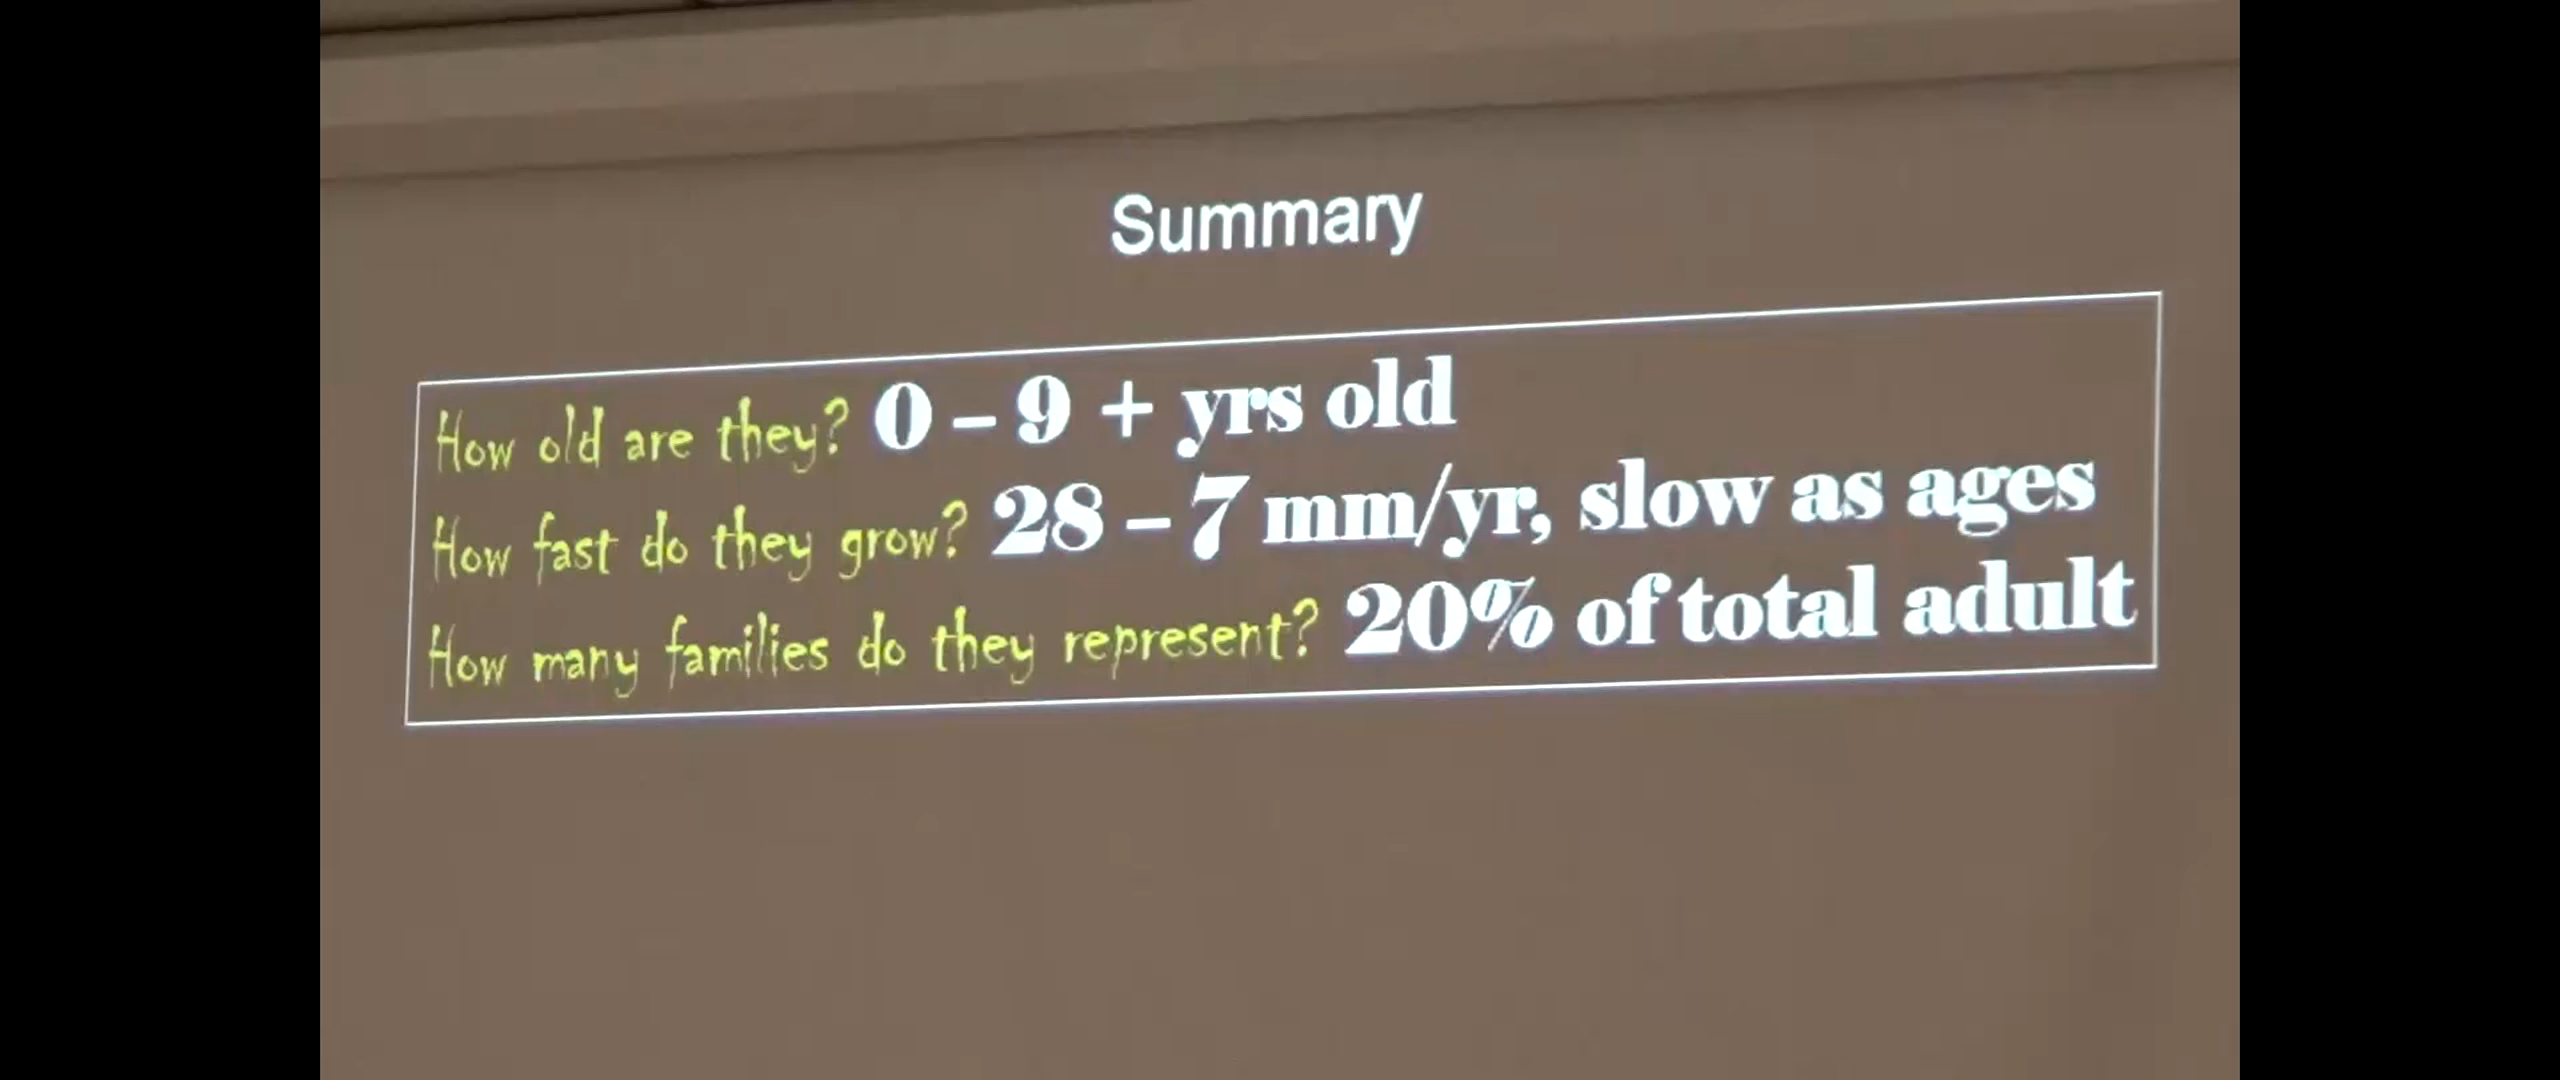 Summary
How old are they? 0 – 9 + yrs old
How fast do they grow? 28 – 7 mm/yr, slow as ages
How many families do they represent? 20% of total adult